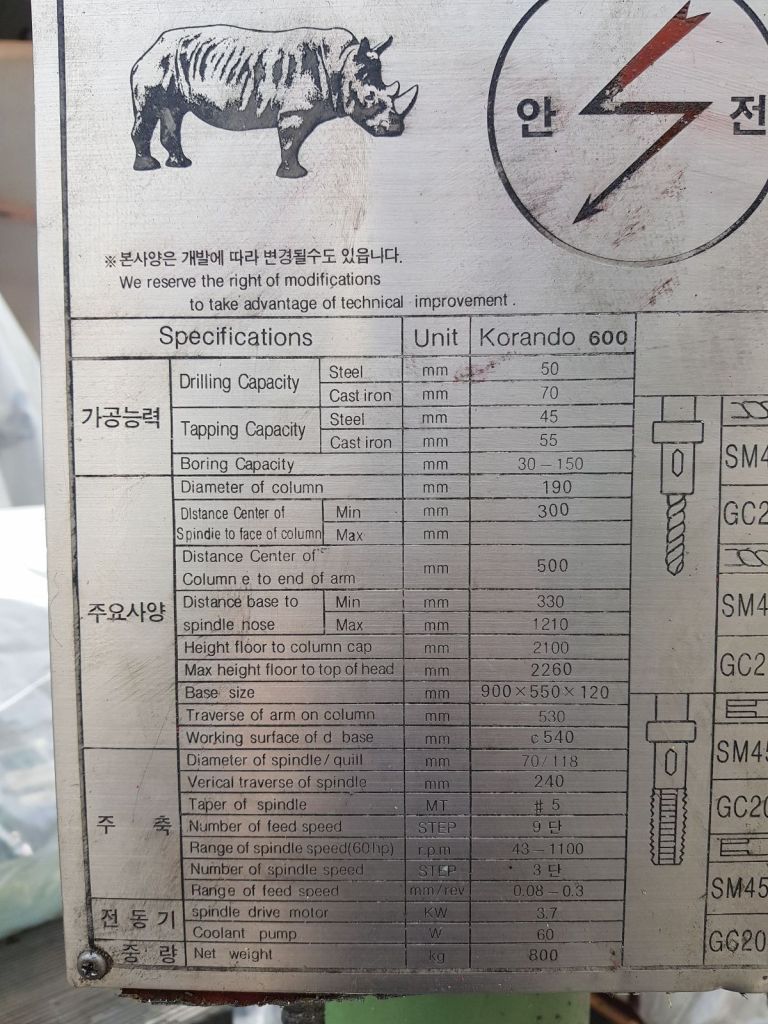 안 전
※본사양은 개발에 따라 변경될수도 있읍니다.
We reserve the right of modifications
to take advantage of technical improvement.
Specifications Unit Korando 600
가공능력
Drilling Capacity Steel mm 50
Cast iron mm 70
Tapping Capacity Steel mm 45
Cast iron mm 55
Boring Capacity mm 30-150
주요사양
Diameter of column mm 190
Distance Center of Spindle to face of column Min mm 300
Max mm
Distance Center of
Column e to end of arm mm 500
Distance base to spindle nose Min mm 330
Max mm 1210
Height floor to column cap mm 2100
Max height floor to top of head mm 2260
Base size mm 900×550×120
Traverse of arm on column mm 530
Working surface of d base mm c540
주 축
Diameter of spindle/quill mm 70/118
Verical traverse of spindle mm 240
Taper of spindle MT #5
Number of feed speed STEP 9 단
Range of spindle speed(60hp) r.p.m 43-1100
Number of spindle speed STEP 3 단
Range of feed speed mm/rev 0.08-0.3
전동기 spindle drive motor KW 3.7
Coolant pump W 60
중 량 Net weight kg 800
SM4
GC2
SM4
GC2
SM45
GC20
SM45
GC20